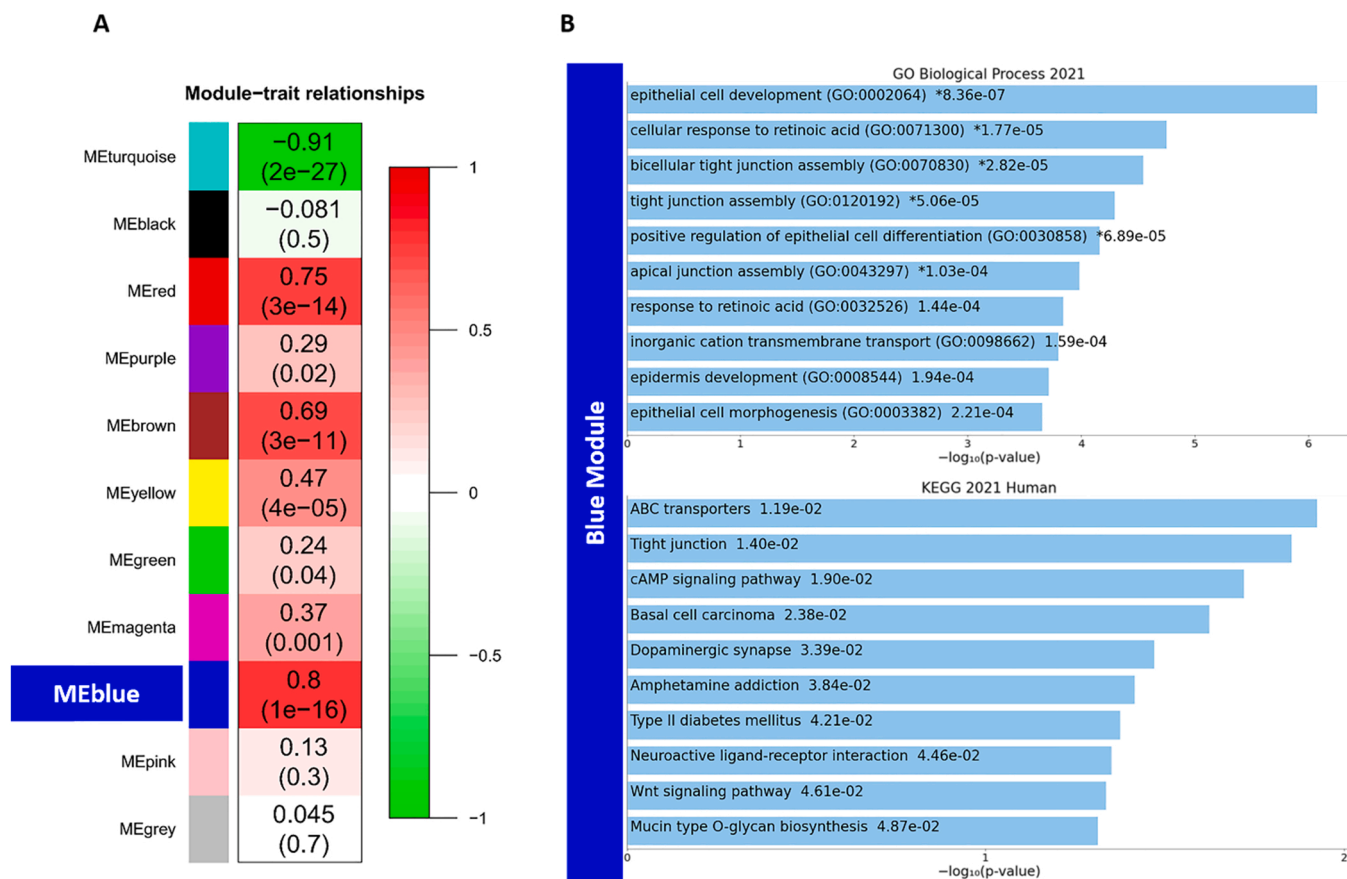 A
B
Module−trait relationships
MEturquoise
−0.91
(2e−27)
MEblack
−0.081
(0.5)
MEred
0.75
(3e−14)
MEpurple
0.29
(0.02)
MEbrown
0.69
(3e−11)
MEyellow
0.47
(4e−05)
MEgreen
0.24
(0.04)
MEmagenta
0.37
(0.001)
MEblue
0.8
(1e−16)
MEpink
0.13
(0.3)
MEgrey
0.045
(0.7)
1
0.5
0
−0.5
−1
Blue Module
GO Biological Process 2021
epithelial cell development (GO:0002064) *8.36e-07
cellular response to retinoic acid (GO:0071300) *1.77e-05
bicellular tight junction assembly (GO:0070830) *2.82e-05
tight junction assembly (GO:0120192) *5.06e-05
positive regulation of epithelial cell differentiation (GO:0030858) *6.89e-05
apical junction assembly (GO:0043297) *1.03e-04
response to retinoic acid (GO:0032526) 1.44e-04
inorganic cation transmembrane transport (GO:0098662) 1.59e-04
epidermis development (GO:0008544) 1.94e-04
epithelial cell morphogenesis (GO:0003382) 2.21e-04
0 1 2 3 4 5 6
−log₁₀(p-value)
KEGG 2021 Human
ABC transporters 1.19e-02
Tight junction 1.40e-02
cAMP signaling pathway 1.90e-02
Basal cell carcinoma 2.38e-02
Dopaminergic synapse 3.39e-02
Amphetamine addiction 3.84e-02
Type II diabetes mellitus 4.21e-02
Neuroactive ligand-receptor interaction 4.46e-02
Wnt signaling pathway 4.61e-02
Mucin type O-glycan biosynthesis 4.87e-02
0 1 2
−log₁₀(p-value)